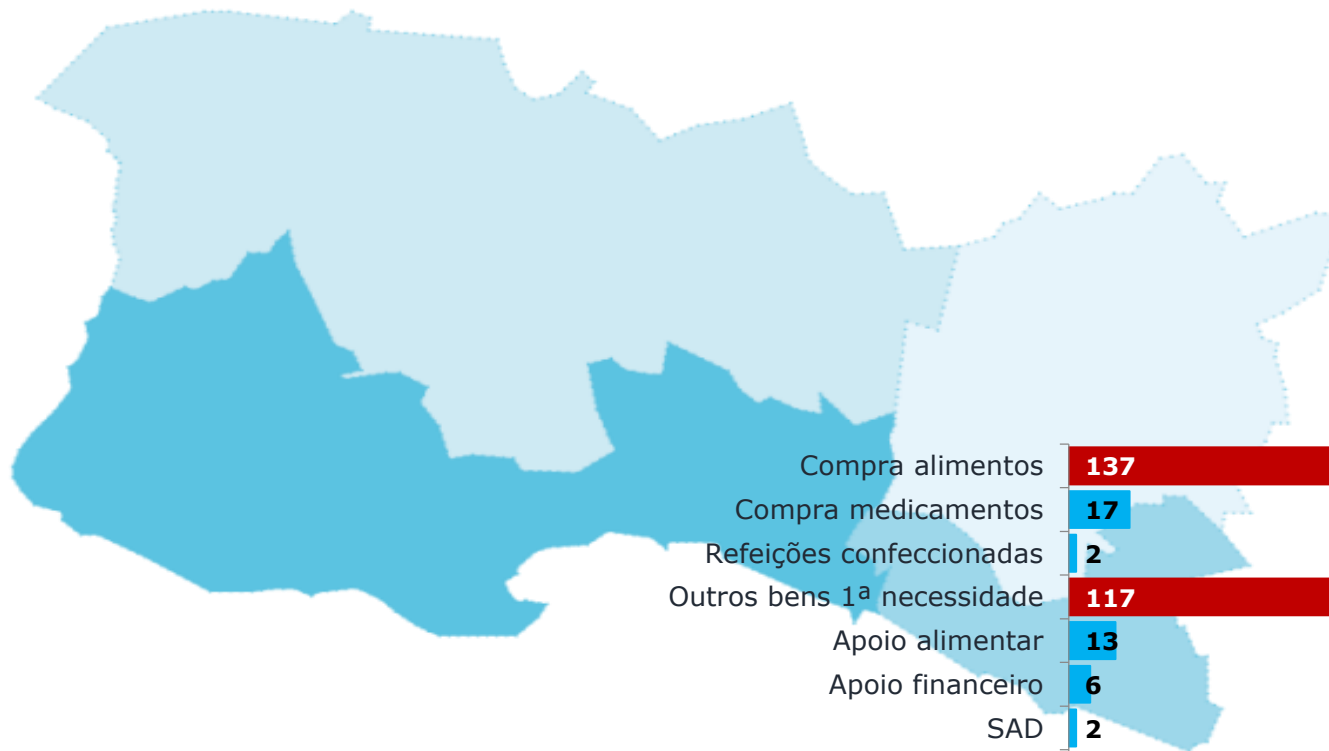 Compra alimentos 137
Compra medicamentos 17
Refeições confeccionadas 2
Outros bens 1ª necessidade 117
Apoio alimentar 13
Apoio financeiro 6
SAD 2